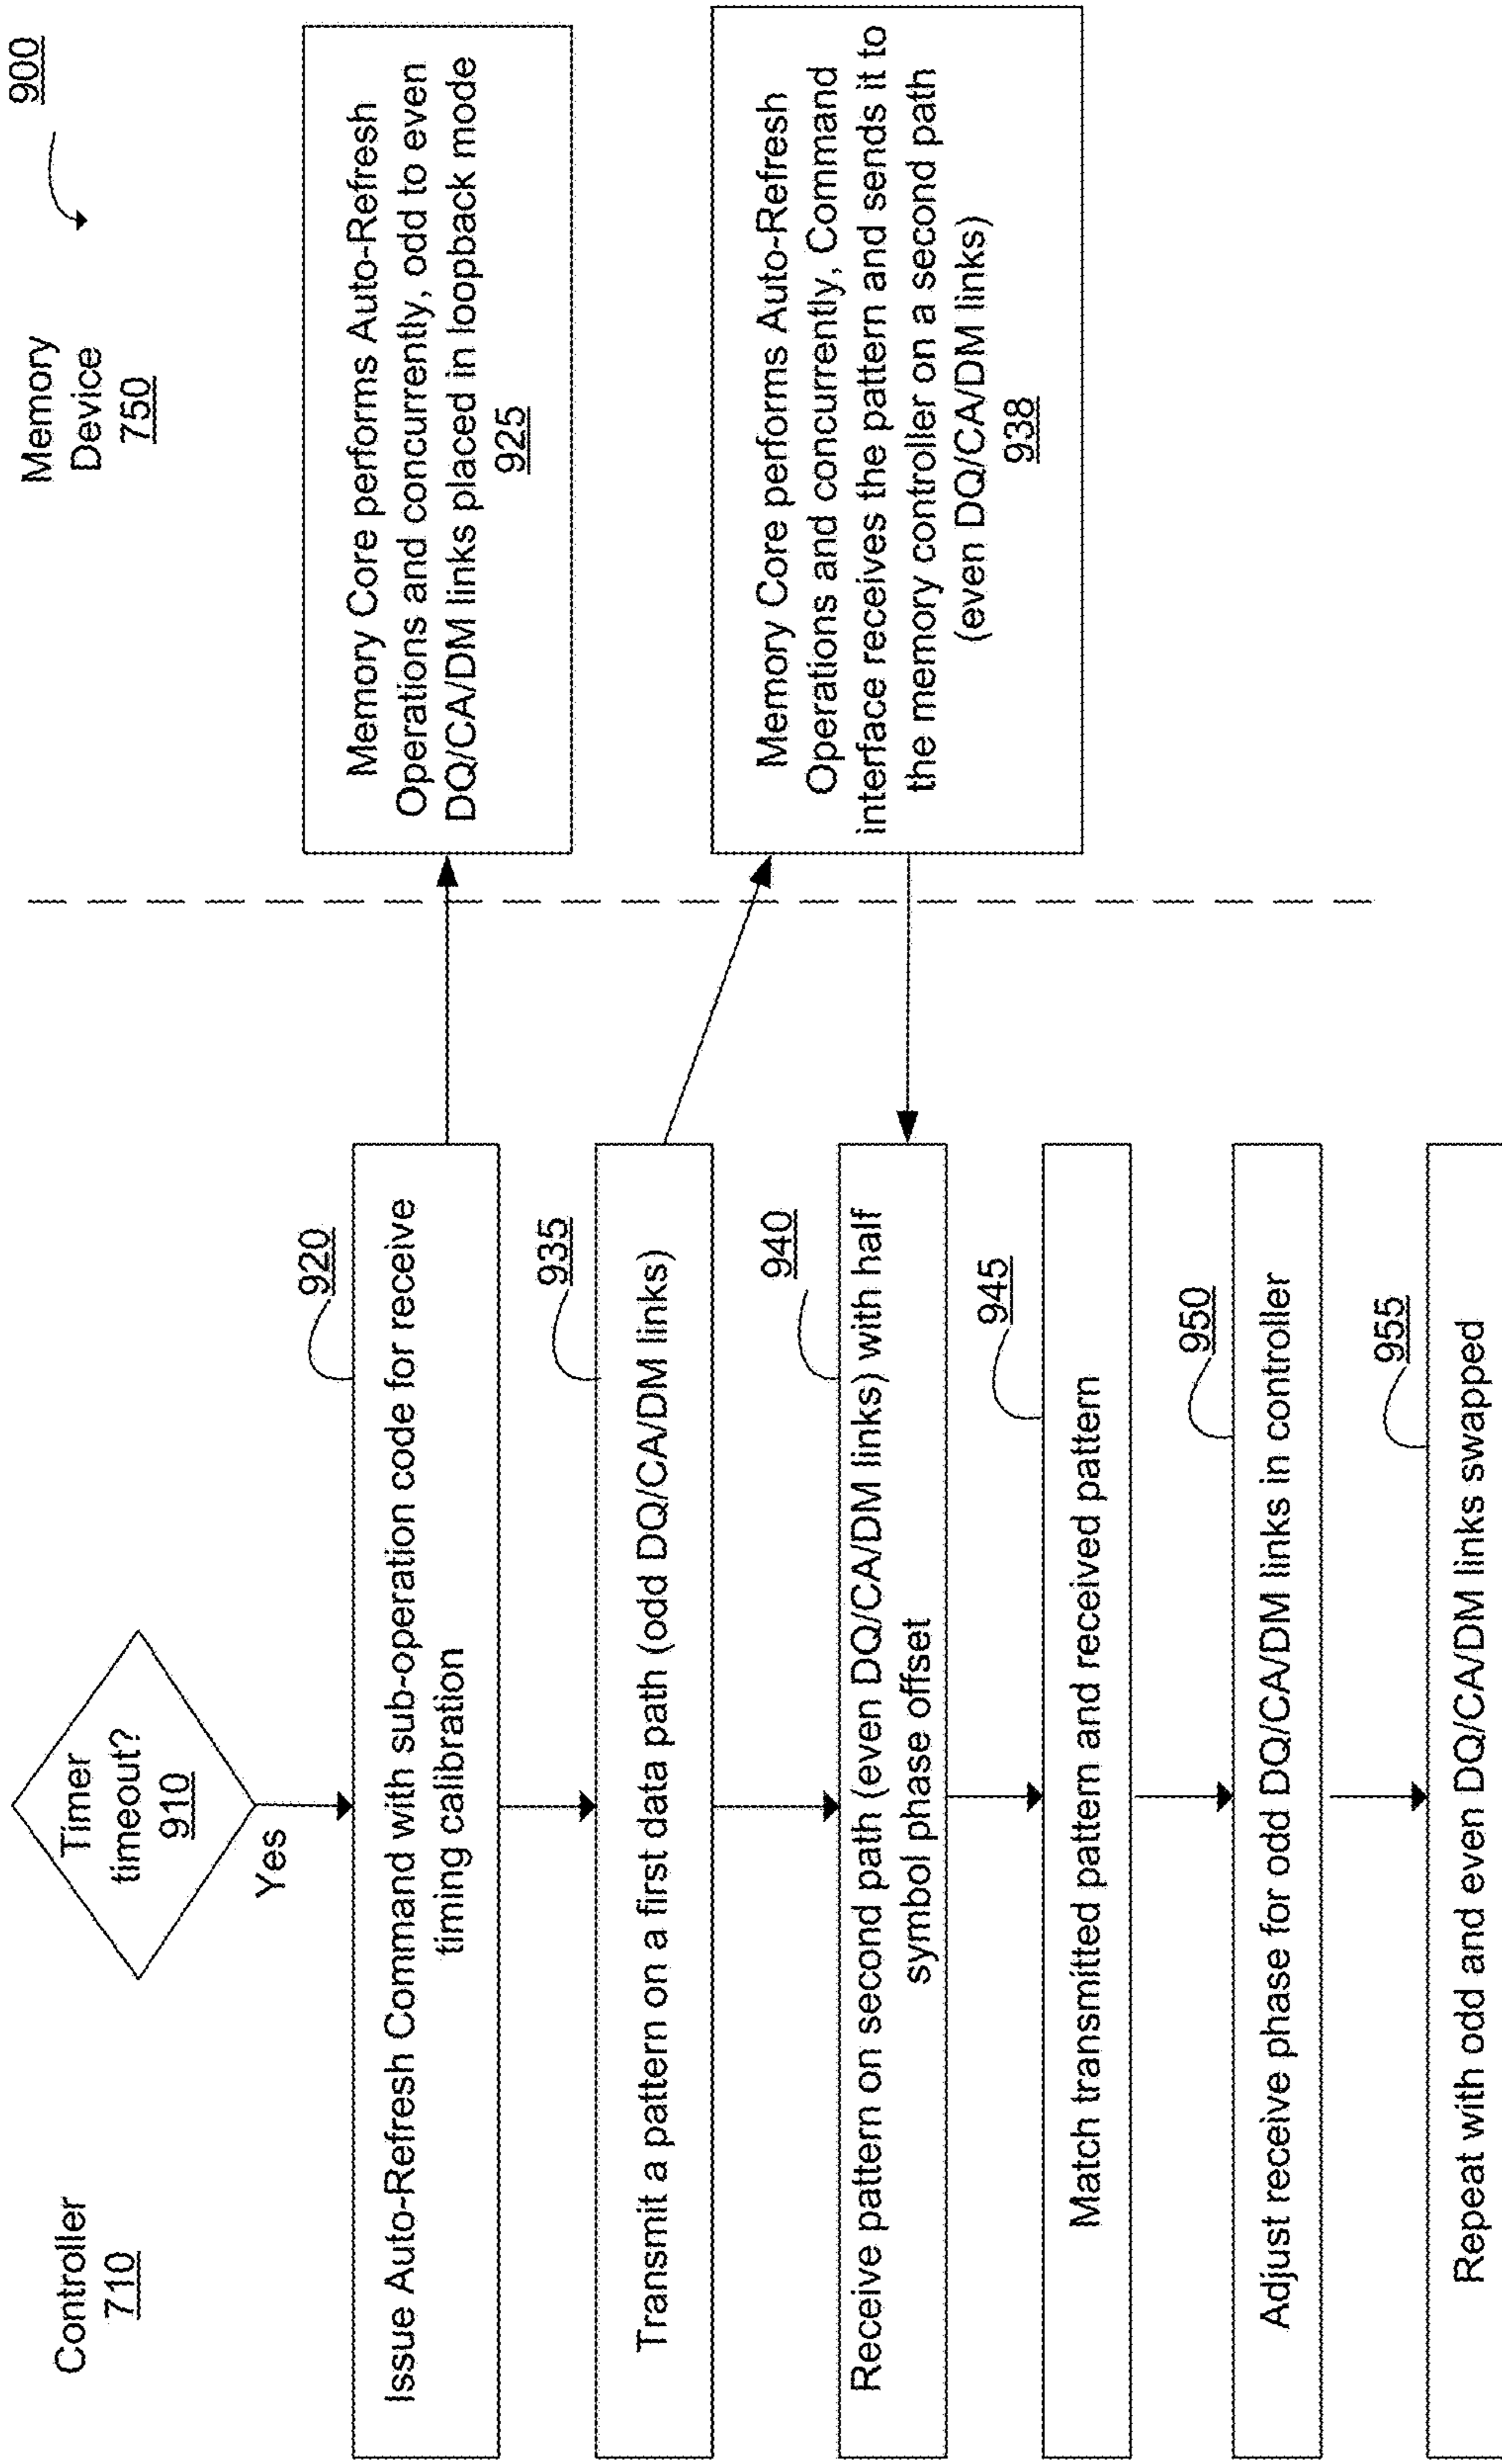 900
Controller
710
Memory
Device
750
Timer
timeout?
910
Yes
920
Issue Auto-Refresh Command with sub-operation code for receive
timing calibration
Memory Core performs Auto-Refresh
Operations and concurrently, odd to even
DQ/CA/DM links placed in loopback mode
925
935
Transmit a pattern on a first data path (odd DQ/CA/DM links)
Memory Core performs Auto-Refresh
Operations and concurrently, Command
interface receives the pattern and sends it to
the memory controller on a second path
(even DQ/CA/DM links)
938
940
Receive pattern on second path (even DQ/CA/DM links) with half
symbol phase offset
945
Match transmitted pattern and received pattern
950
Adjust receive phase for odd DQ/CA/DM links in controller
955
Repeat with odd and even DQ/CA/DM links swapped